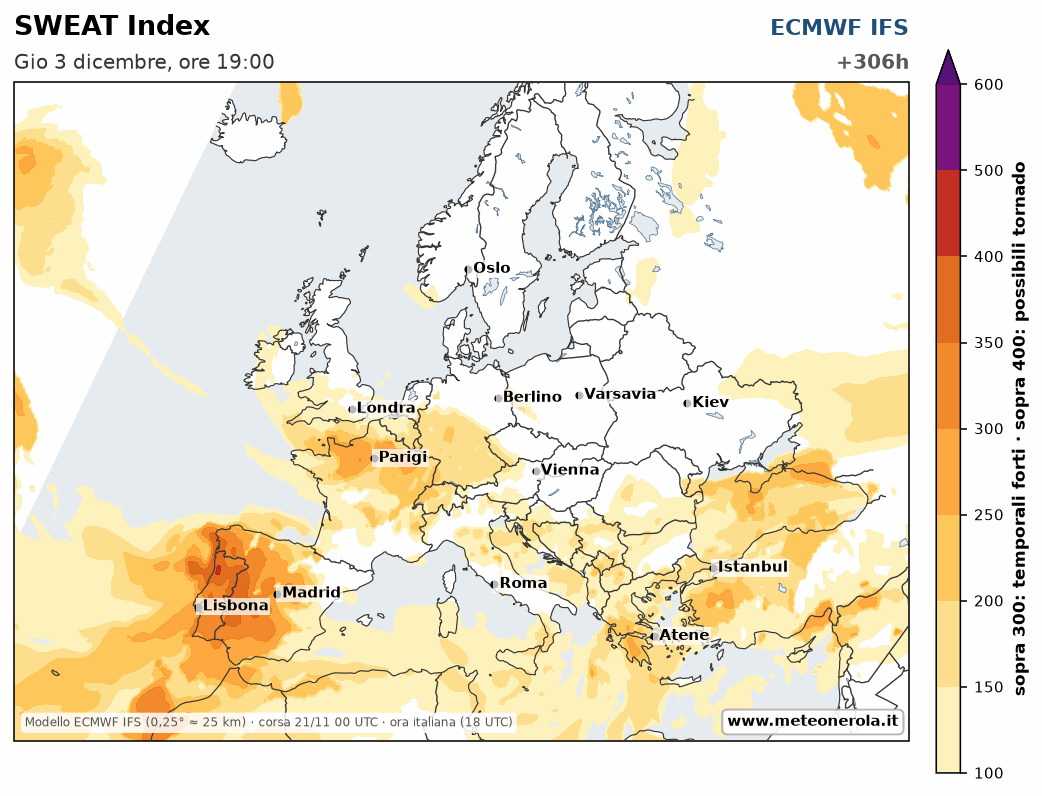 SWEAT Index
ECMWF IFS
Gio 3 dicembre, ore 19:00
+306h
Oslo
Londra
Berlino
Varsavia
Kiev
Parigi
Vienna
Madrid
Lisbona
Roma
Istanbul
Atene
Modello ECMWF IFS (0,25° ≈ 25 km) · corsa 21/11 00 UTC · ora italiana (18 UTC)
www.meteonerola.it
600
500
400
350
300
250
200
150
100
sopra 300: temporali forti · sopra 400: possibili tornado